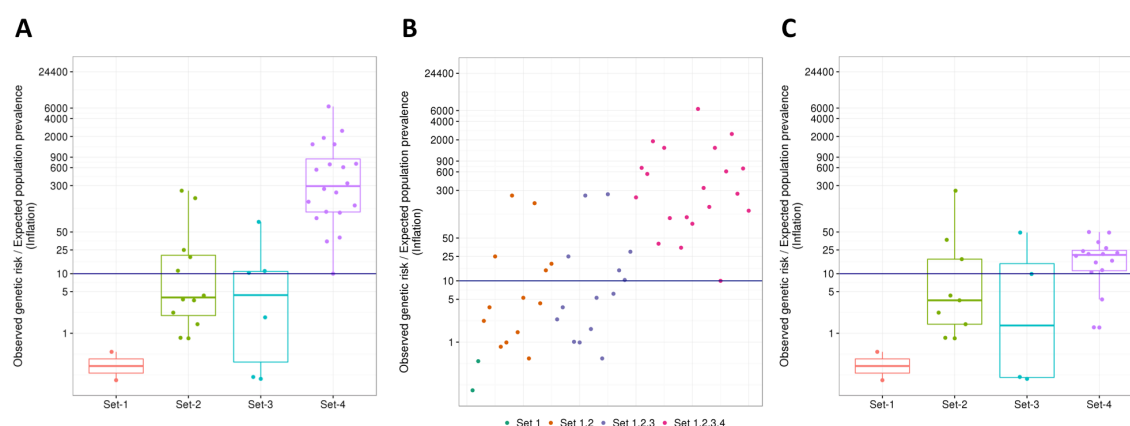 A
B
C
Observed genetic risk / Expected population prevalence
(Inflation)
24400
6000
4000
2000
900
600
300
50
25
10
5
1
Set-1
Set-2
Set-3
Set-4
Observed genetic risk / Expected population prevalence
(Inflation)
24400
6000
4000
2000
900
600
300
50
25
10
5
1
Set 1
Set 1.2
Set 1.2.3
Set 1.2.3.4
Observed genetic risk / Expected population prevalence
(Inflation)
24400
6000
4000
2000
900
600
300
50
25
10
5
1
Set-1
Set-2
Set-3
Set-4